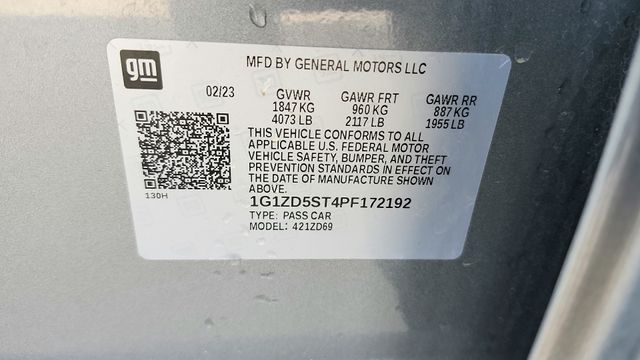 gm
MFD BY GENERAL MOTORS LLC
02/23
GVWR GAWR FRT GAWR RR
1847 KG 960 KG 887 KG
4073 LB 2117 LB 1955 LB
THIS VEHICLE CONFORMS TO ALL
APPLICABLE U.S. FEDERAL MOTOR
VEHICLE SAFETY, BUMPER, AND THEFT
PREVENTION STANDARDS IN EFFECT ON
THE DATE OF MANUFACTURE SHOWN
ABOVE.
130H
1G1ZD5ST4PF172192
TYPE: PASS CAR
MODEL: 421ZD69